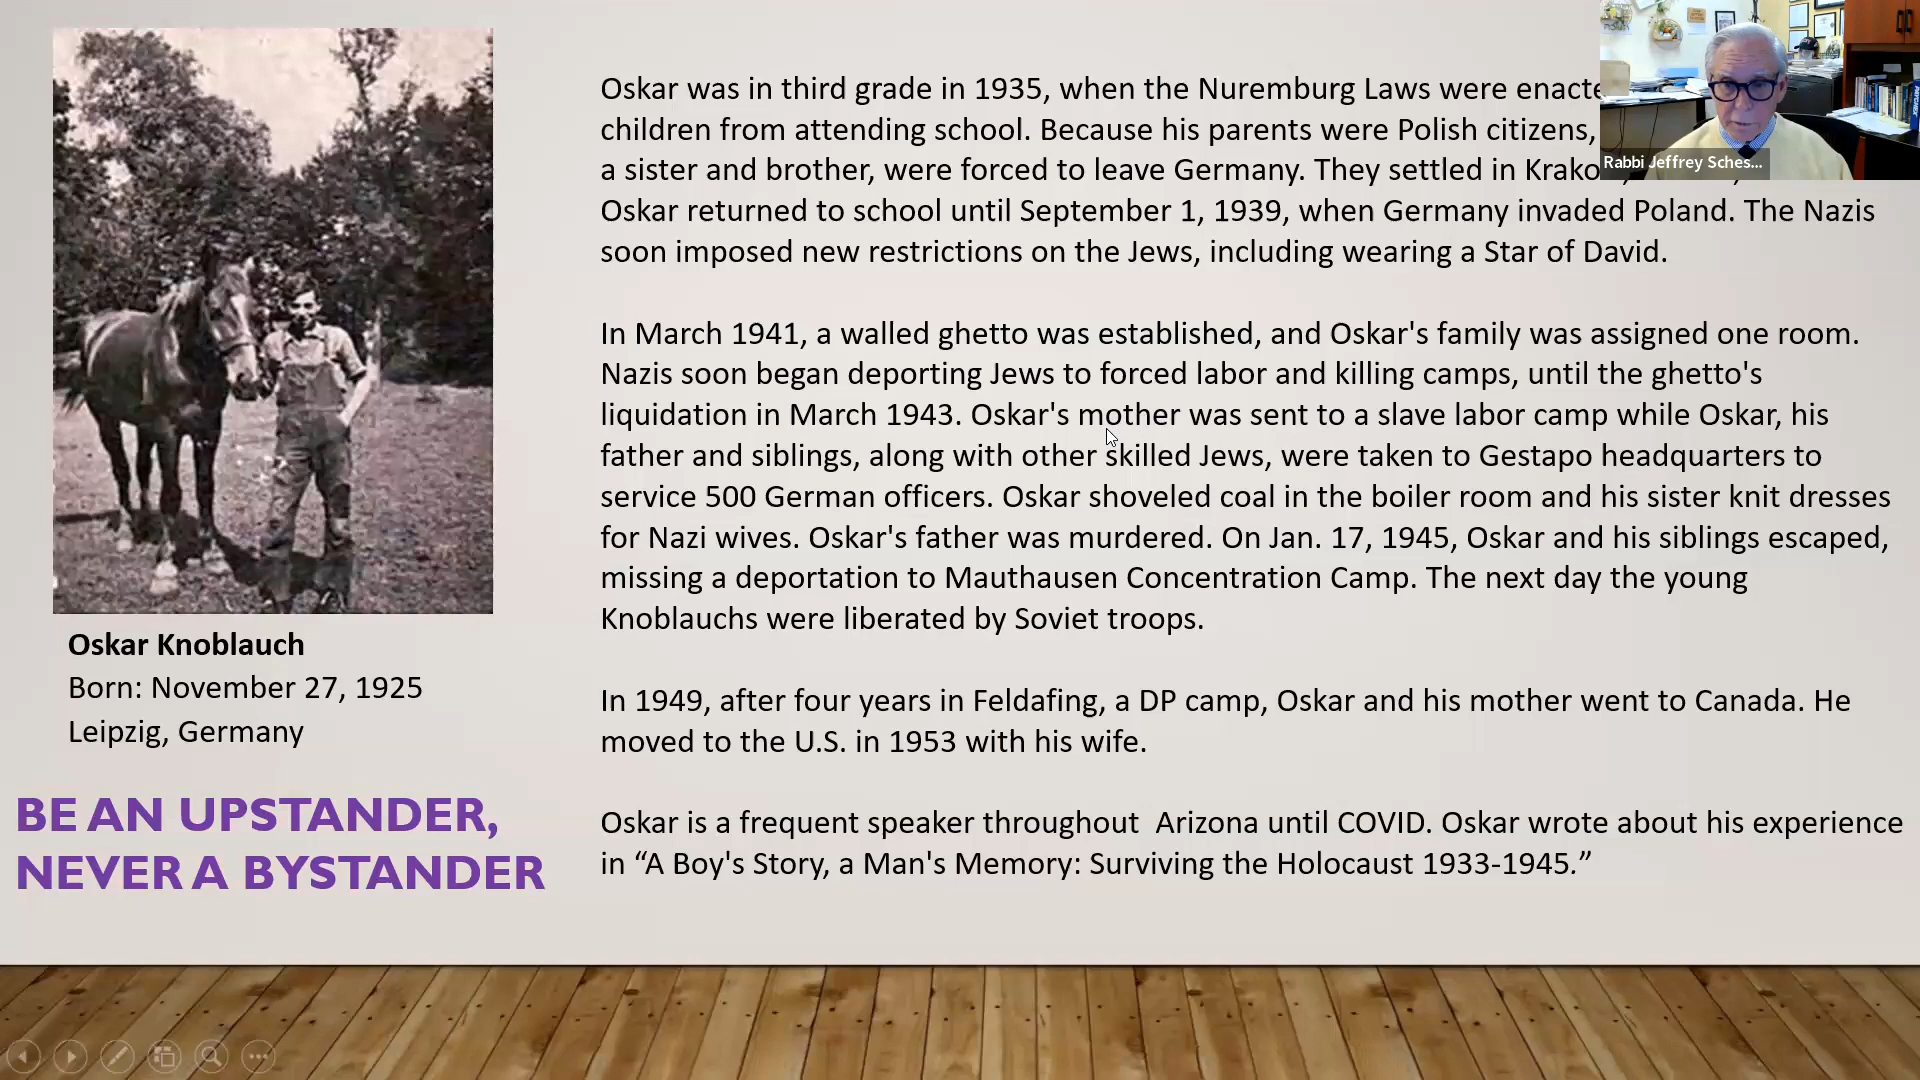 Oskar was in third grade in 1935, when the Nuremburg Laws were
children from attending school. Because his parents were Polish citizens,
a sister and brother, were forced to leave Germany. They settled in
Oskar returned to school until September 1, 1939, when Germany invaded Poland. The Nazis
soon imposed new restrictions on the Jews, including wearing a Star of David.
In March 1941, a walled ghetto was established, and Oskar's family was assigned one room.
Nazis soon began deporting Jews to forced labor and killing camps, until the ghetto's
liquidation in March 1943. Oskar's mother was sent to a slave labor camp while Oskar, his
father and siblings, along with other skilled Jews, were taken to Gestapo headquarters to
service 500 German officers. Oskar shoveled coal in the boiler room and his sister knit dresses
for Nazi wives. Oskar's father was murdered. On Jan. 17, 1945, Oskar and his siblings escaped,
missing a deportation to Mauthausen Concentration Camp. The next day the young
Knoblauchs were liberated by Soviet troops.
In 1949, after four years in Feldafing, a DP camp, Oskar and his mother went to Canada. He
moved to the U.S. in 1953 with his wife.
Oskar is a frequent speaker throughout  Arizona until COVID. Oskar wrote about his experience
in “A Boy's Story, a Man's Memory: Surviving the Holocaust 1933-1945.”
Oskar Knoblauch
Born: November 27, 1925
Leipzig, Germany
BE AN UPSTANDER,
NEVER A BYSTANDER
Rabbi Jeffrey Sches...